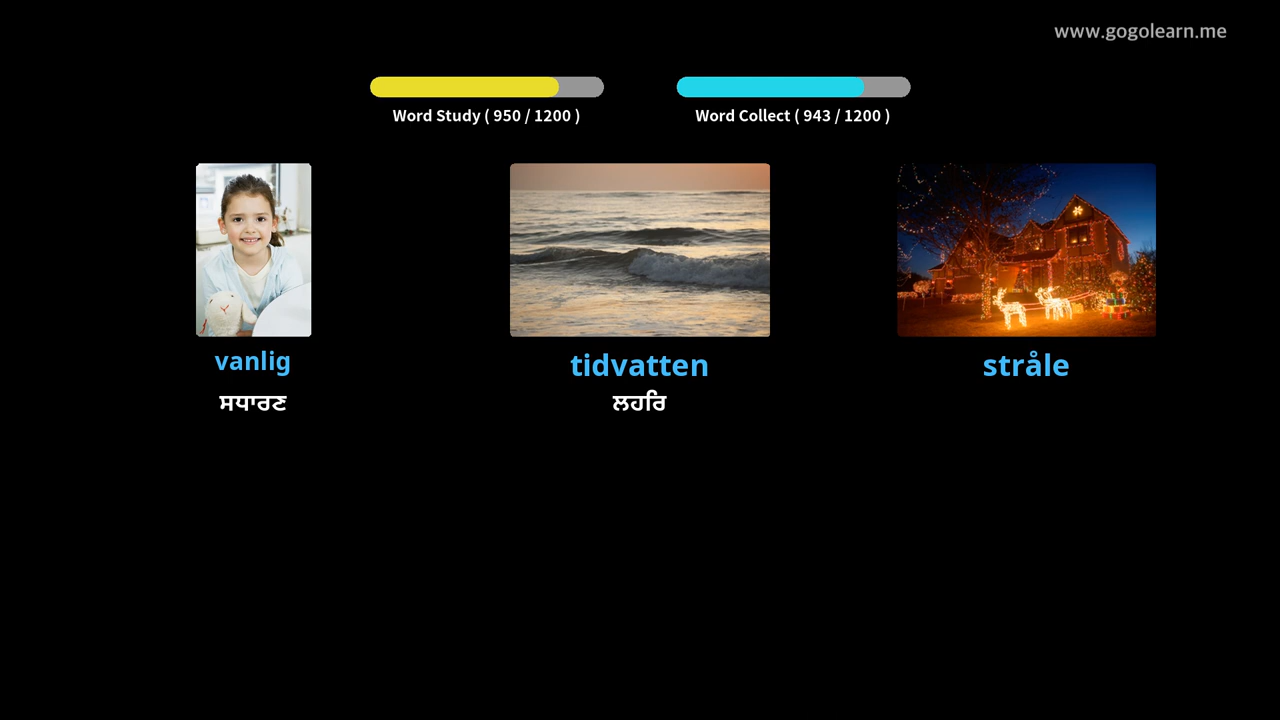 www.gogolearn.me
Word Study ( 950 / 1200 )
Word Collect ( 943 / 1200 )
vanlig
tidvatten
stråle
ਸਧਾਰਣ
ਲਹਰਿ